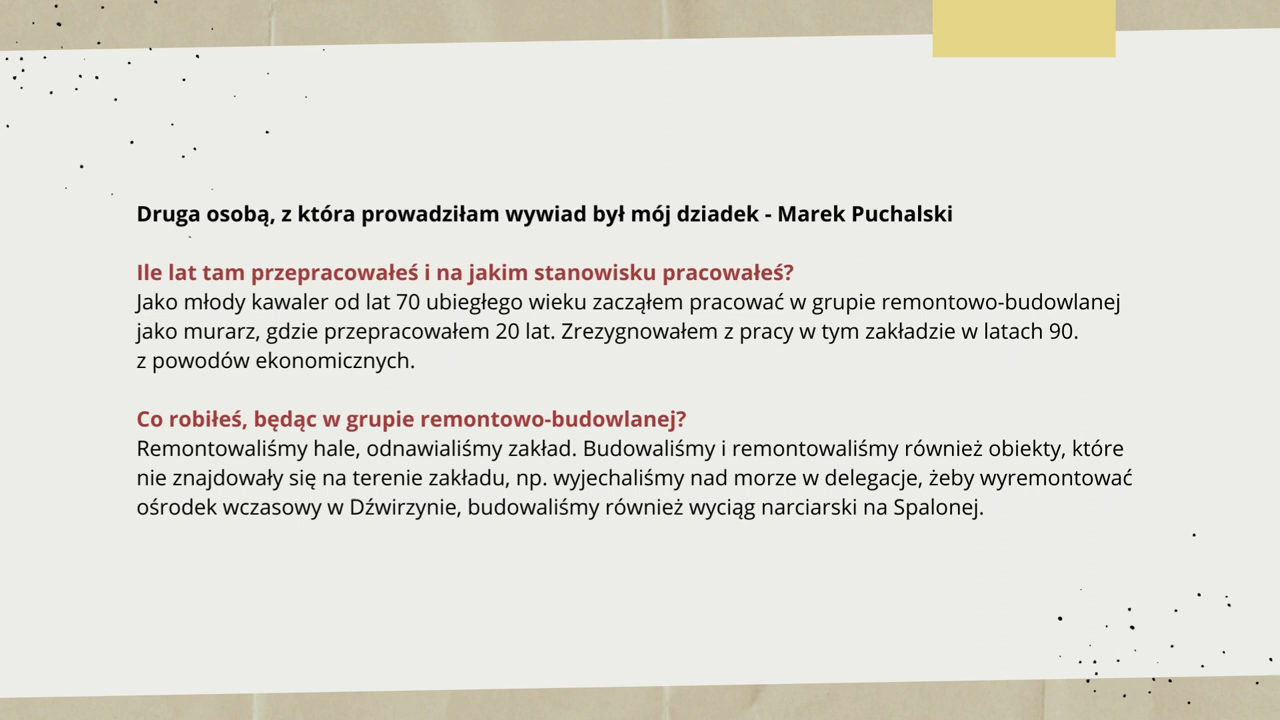 Druga osobą, z która prowadziłam wywiad był mój dziadek - Marek Puchalski
Ile lat tam przepracowałeś i na jakim stanowisku pracowałeś?
Jako młody kawaler od lat 70 ubiegłego wieku zacząłem pracować w grupie remontowo-budowlanej
jako murarz, gdzie przepracowałem 20 lat. Zrezygnowałem z pracy w tym zakładzie w latach 90.
z powodów ekonomicznych.
Co robiłeś, będąc w grupie remontowo-budowlanej?
Remontowaliśmy hale, odnawialiśmy zakład. Budowaliśmy i remontowaliśmy również obiekty, które
nie znajdowały się na terenie zakładu, np. wyjechaliśmy nad morze w delegacje, żeby wyremontować
ośrodek wczasowy w Dźwirzynie, budowaliśmy również wyciąg narciarski na Spalonej.